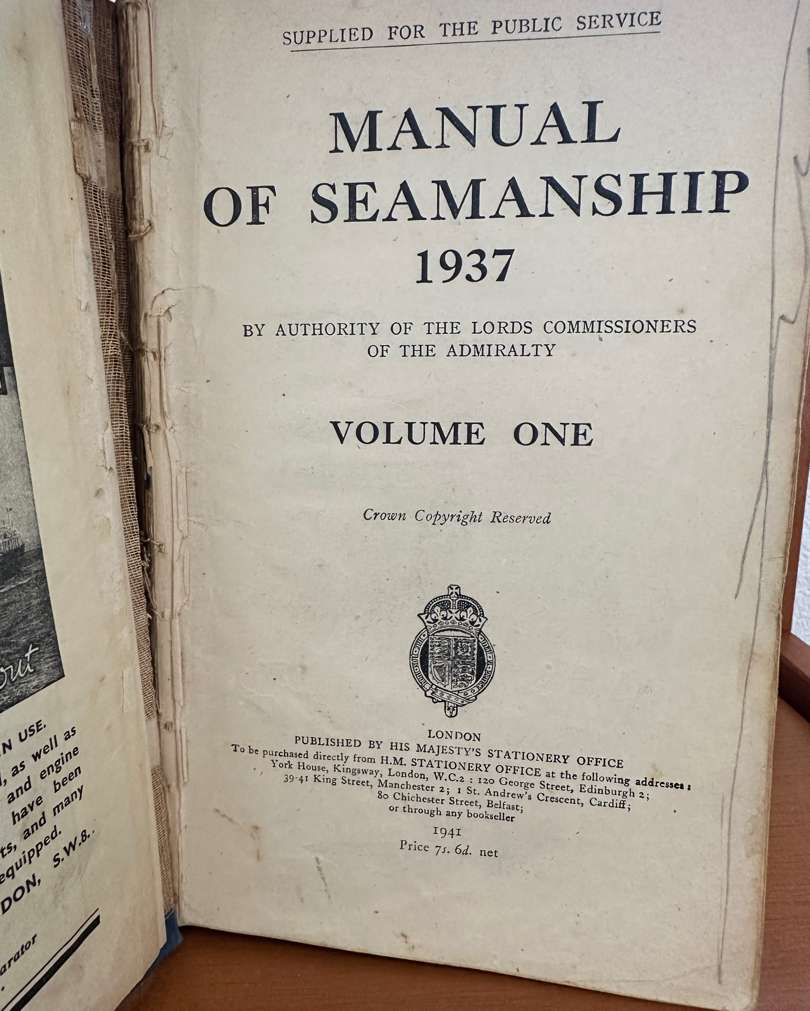 out
N USE.
, as well as
and engine
have been
ts, and many
equipped.
DON, S.W.8.
arator
SUPPLIED FOR THE PUBLIC SERVICE
MANUAL
OF SEAMANSHIP
1937
BY AUTHORITY OF THE LORDS COMMISSIONERS
OF THE ADMIRALTY
VOLUME ONE
Crown Copyright Reserved
LONDON
PUBLISHED BY HIS MAJESTY'S STATIONERY OFFICE
To be purchased directly from H.M. STATIONERY OFFICE at the following addresses:
York House, Kingsway, London, W.C.2 : 120 George Street, Edinburgh 2;
39-41 King Street, Manchester 2; 1 St. Andrew's Crescent, Cardiff;
80 Chichester Street, Belfast;
or through any bookseller
1941
Price 7s. 6d. net